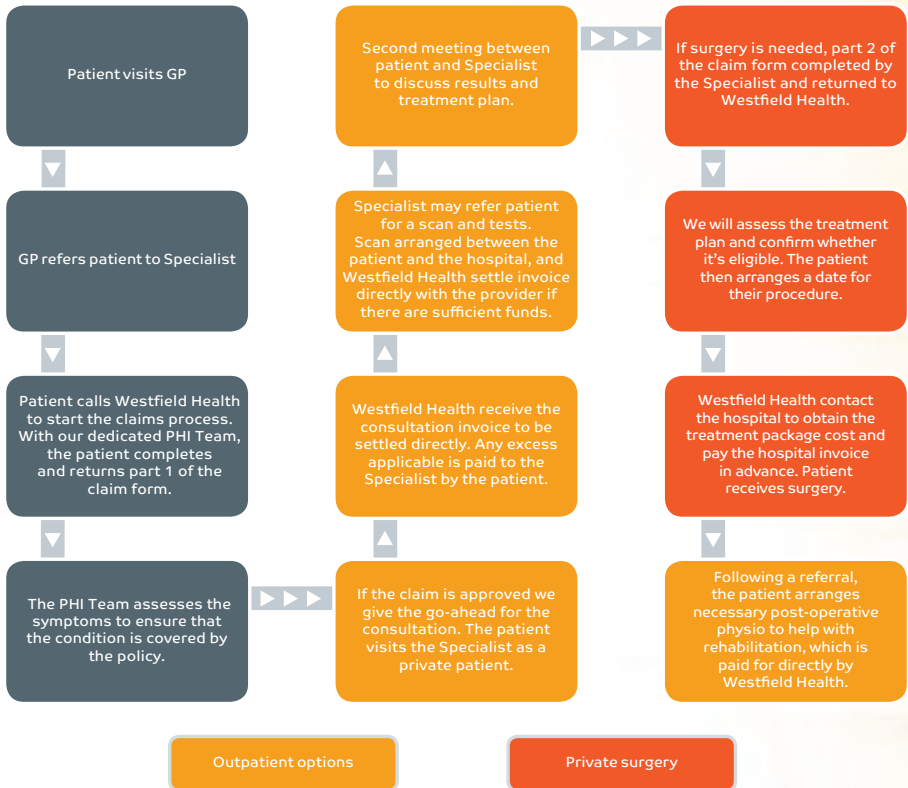 Patient visits GP
GP refers patient to Specialist
Patient calls Westfield Health
to start the claims process.
With our dedicated PHI Team,
the patient completes
and returns part 1 of the
claim form.
The PHI Team assesses the
symptoms to ensure that
the condition is covered by
the policy.
If the claim is approved we
give the go-ahead for the
consultation. The patient
visits the Specialist as a
private patient.
Westfield Health receive the
consultation invoice to be
settled directly. Any excess
applicable is paid to the
Specialist by the patient.
Specialist may refer patient
for a scan and tests.
Scan arranged between the
patient and the hospital, and
Westfield Health settle invoice
directly with the provider if
there are sufficient funds.
Second meeting between
patient and Specialist
to discuss results and
treatment plan.
If surgery is needed, part 2 of
the claim form completed by
the Specialist and returned to
Westfield Health.
We will assess the treatment
plan and confirm whether
it's eligible. The patient
then arranges a date for
their procedure.
Westfield Health contact
the hospital to obtain the
treatment package cost and
pay the hospital invoice
in advance. Patient
receives surgery.
Following a referral,
the patient arranges
necessary post-operative
physio to help with
rehabilitation, which is
paid for directly by
Westfield Health.
Outpatient options
Private surgery